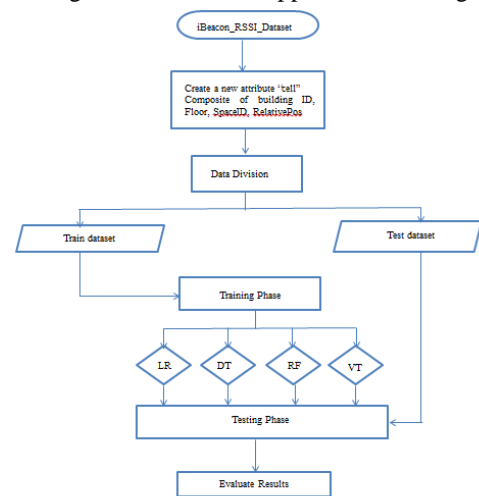 iBeacon_RSSI_Dataset
Create a new attribute "cell"
Composite of building ID,
Floor, SpaceID, RelativePos
Data Division
Train dataset
Test dataset
Training Phase
LR
DT
RF
VT
Testing Phase
Evaluate Results